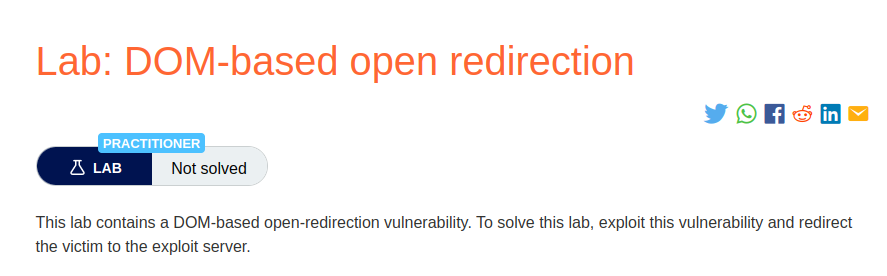 Lab: DOM-based open redirection
PRACTITIONER
LAB
Not solved
This lab contains a DOM-based open-redirection vulnerability. To solve this lab, exploit this vulnerability and redirect
the victim to the exploit server.